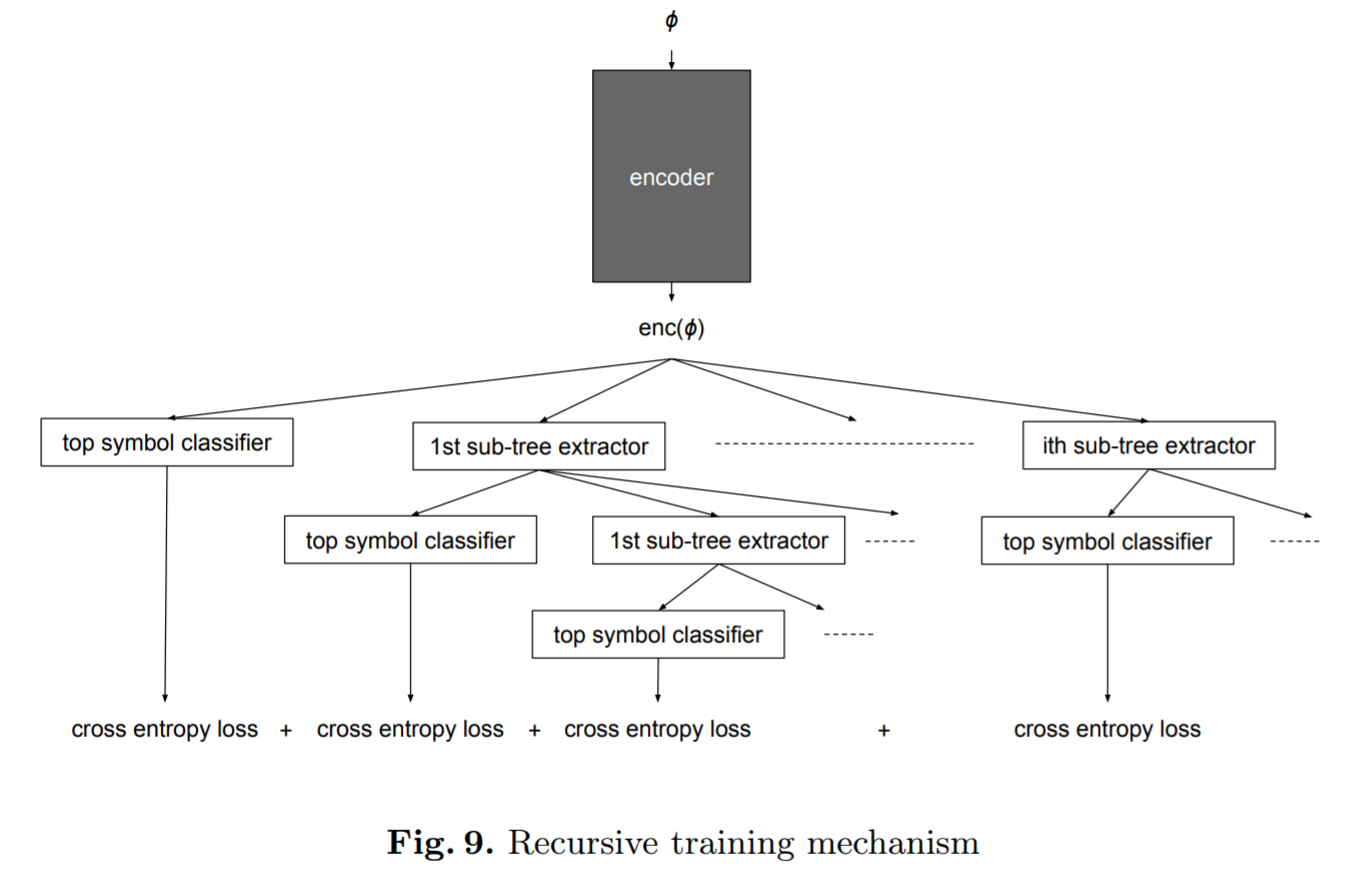 ϕ
encoder
enc(ϕ)
top symbol classifier
1st sub-tree extractor
ith sub-tree extractor
top symbol classifier
1st sub-tree extractor
top symbol classifier
top symbol classifier
cross entropy loss + cross entropy loss + cross entropy loss + cross entropy loss
Fig. 9. Recursive training mechanism